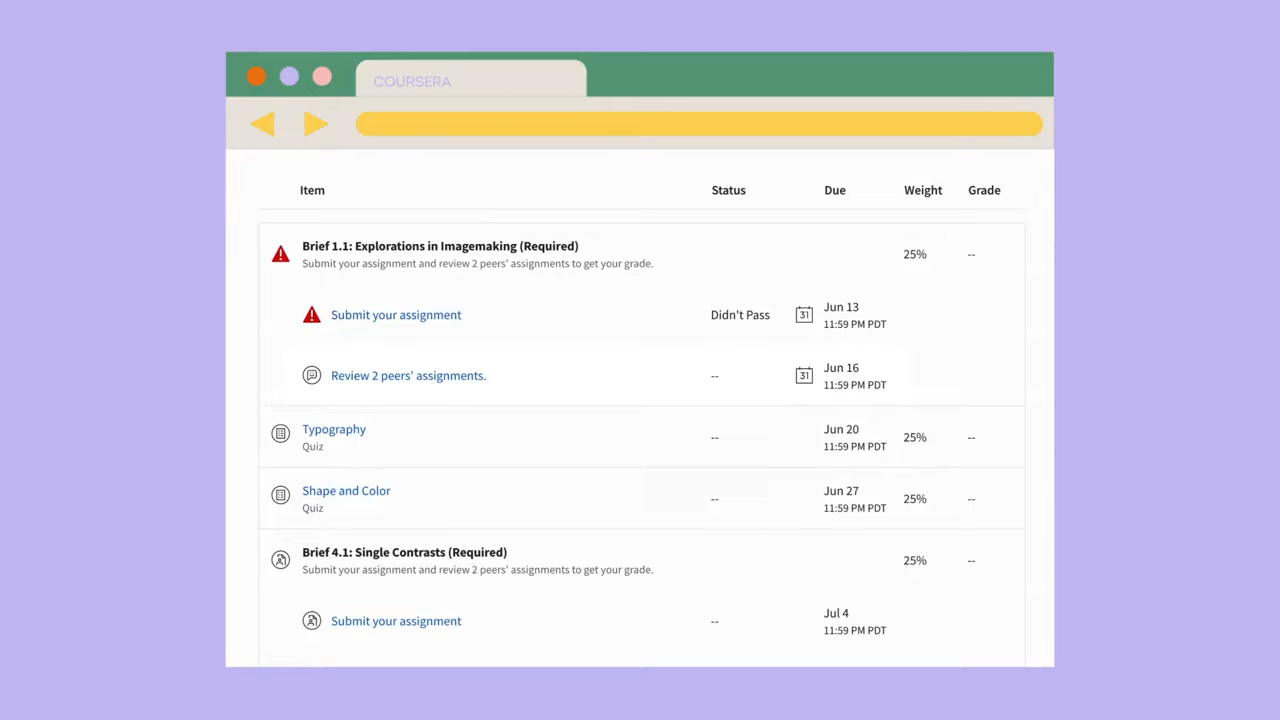 COURSERA
Item Status Due Weight Grade
Brief 1.1: Explorations in Imagemaking (Required)
Submit your assignment and review 2 peers' assignments to get your grade.
25% --
Submit your assignment Didn't Pass 31 Jun 13
11:59 PM PDT
Review 2 peers' assignments. -- 31 Jun 16
11:59 PM PDT
Typography -- Jun 20 25% --
Quiz 11:59 PM PDT
Shape and Color -- Jun 27 25% --
Quiz 11:59 PM PDT
Brief 4.1: Single Contrasts (Required)
Submit your assignment and review 2 peers' assignments to get your grade.
25% --
Submit your assignment -- Jul 4
11:59 PM PDT